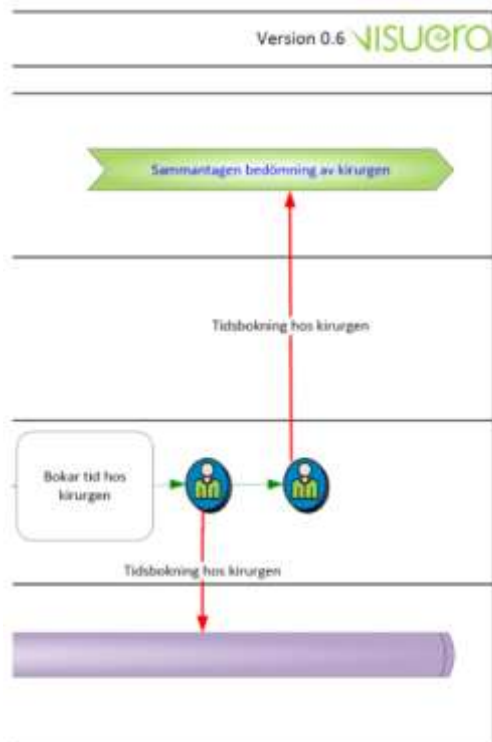 Version 0.6 VISUERA
Sammantagen bedömning av kirurgen
Tidsbokning hos kirurgen
Bokar tid hos
kirurgen
Tidsbokning hos kirurgen